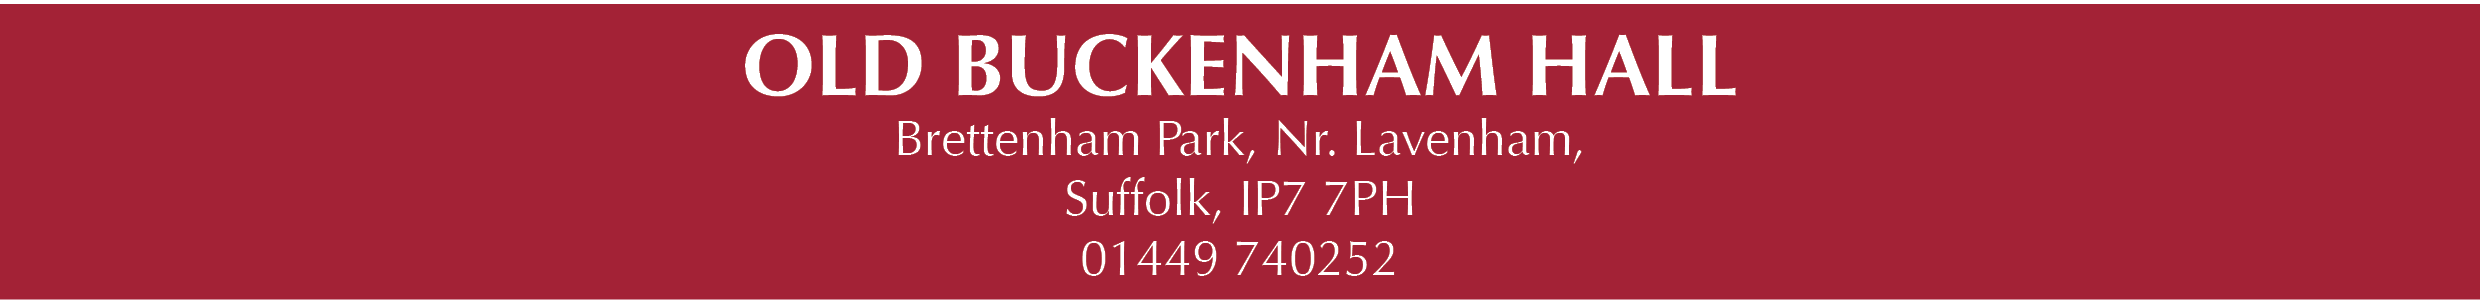 OLD BUCKENHAM HALL
Brettenham Park, Nr. Lavenham,
Suffolk, IP7 7PH
01449 740252